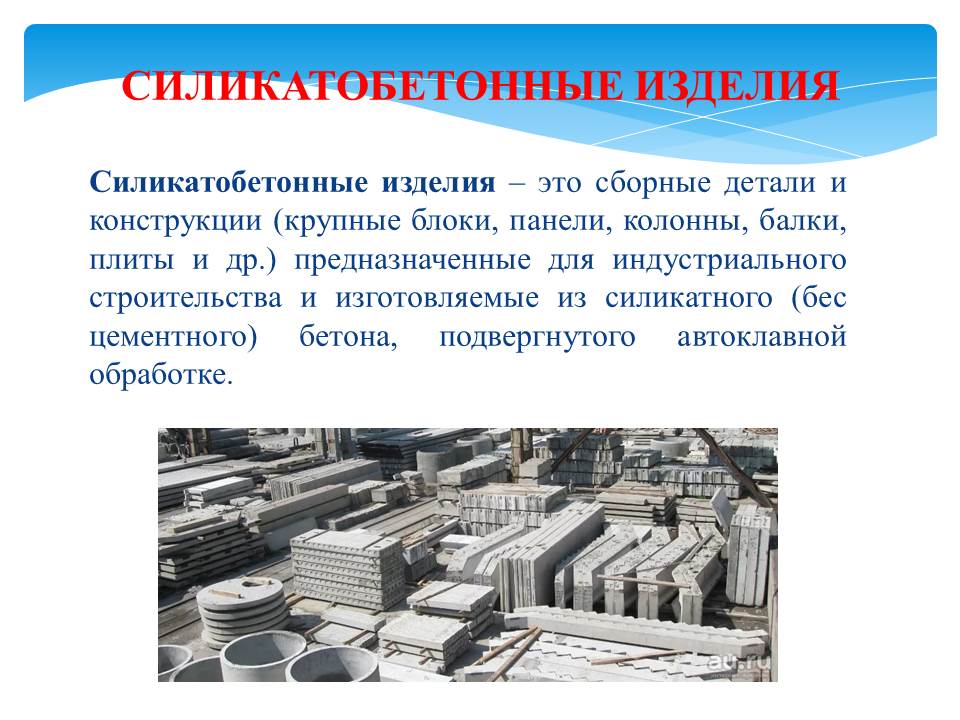 СИЛИКАТОБЕТОННЫЕ ИЗДЕЛИЯ
Силикатобетонные изделия – это сборные детали и
конструкции (крупные блоки, панели, колонны, балки,
плиты и др.) предназначенные для индустриального
строительства и изготовляемые из силикатного (бес
цементного) бетона, подвергнутого автоклавной
обработке.
au.ru